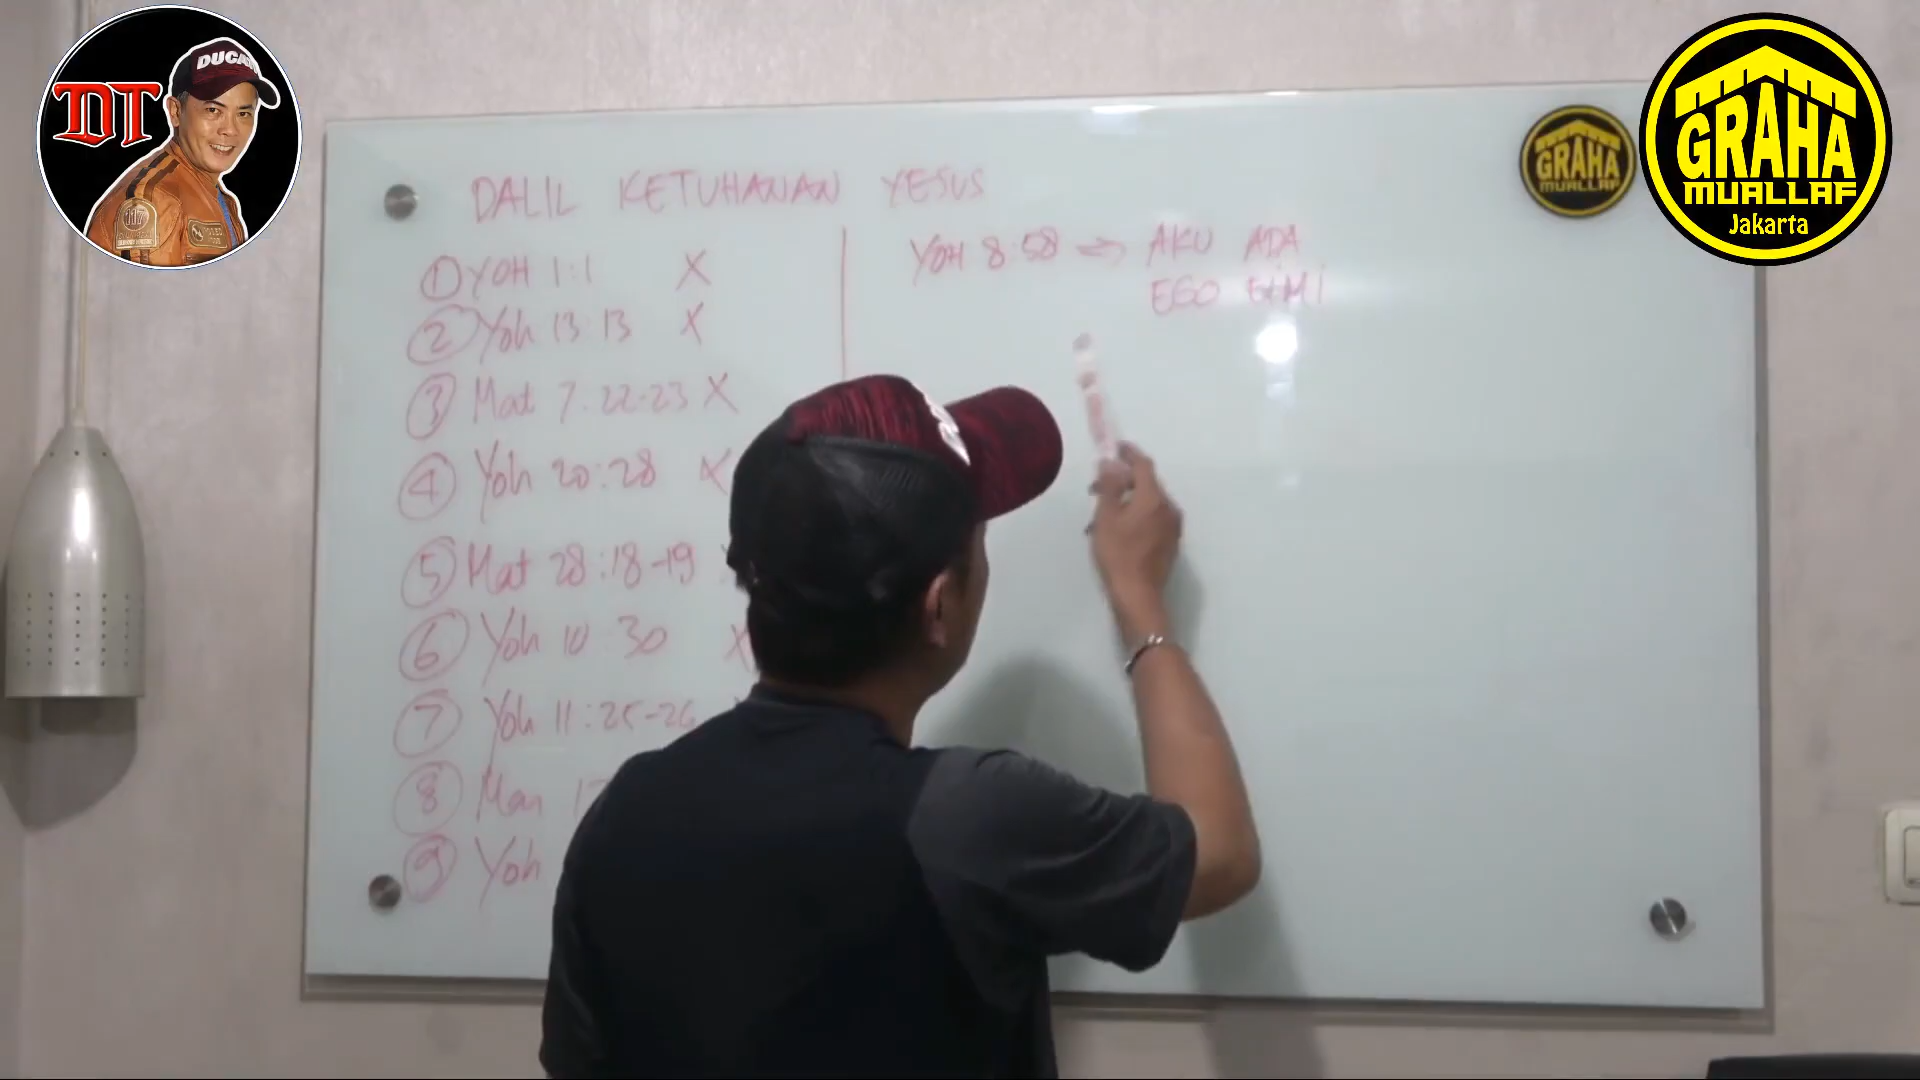 DT
DUCATI
GRAHA
MUALLAF
Jakarta
GRAHA
MUALLAF
DALIL KETUHANAN YESUS
① YOH 1:1 X
② Yoh 13:13 X
③ Mat 7:22-23 X
④ Yoh 20:28 X
⑤ Mat 28:18-19
⑥ Yoh 10:30 X
⑦ Yoh 11:25-26
⑧
⑨ Yoh
YOH 8:58 => AKU ADA
EGO EIMI